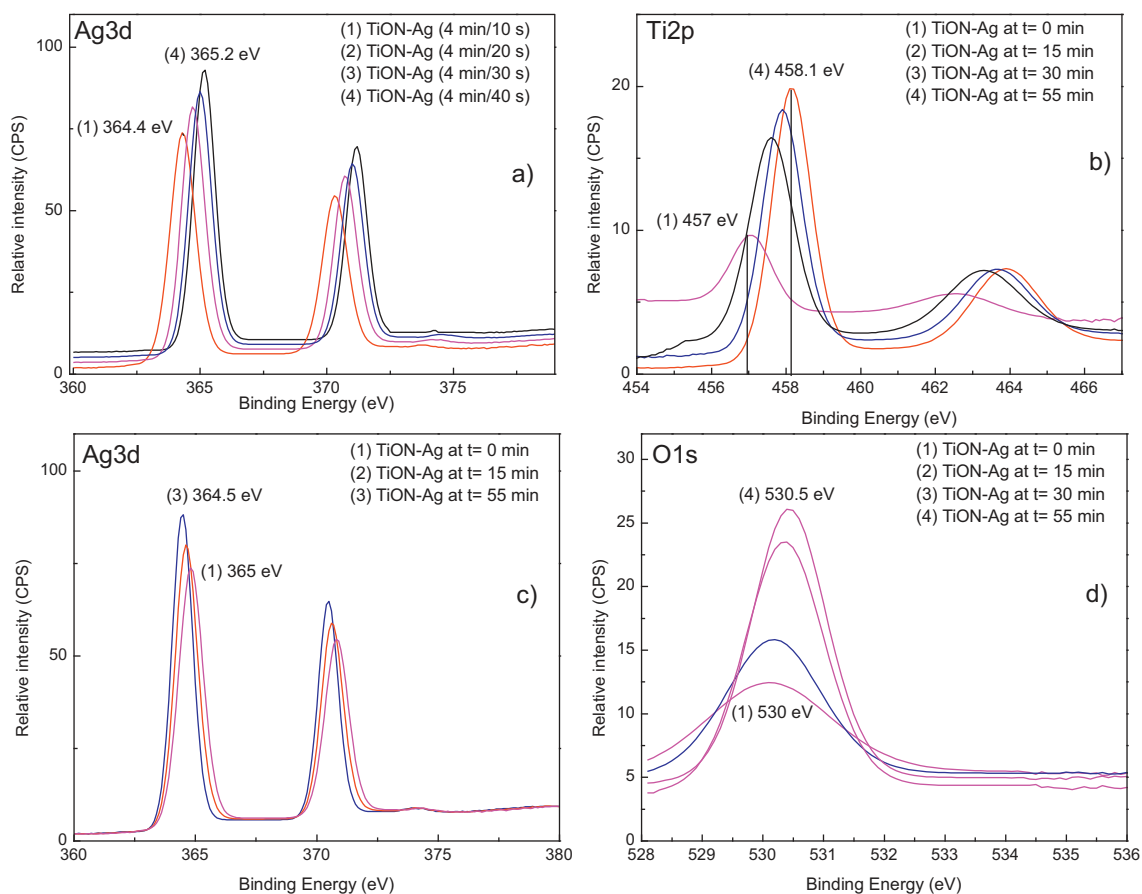 Ag3d
(1) TiON-Ag (4 min/10 s)
(2) TiON-Ag (4 min/20 s)
(3) TiON-Ag (4 min/30 s)
(4) TiON-Ag (4 min/40 s)
(4) 365.2 eV
(1) 364.4 eV
a)
100
50
0
Relative intensity (CPS)
360
365
370
375
Binding Energy (eV)
Ti2p
(1) TiON-Ag at t= 0 min
(2) TiON-Ag at t= 15 min
(3) TiON-Ag at t= 30 min
(4) TiON-Ag at t= 55 min
(4) 458.1 eV
(1) 457 eV
b)
20
10
0
Relative intensity (CPS)
454
456
458
460
462
464
466
Binding Energy (eV)
Ag3d
(1) TiON-Ag at t= 0 min
(2) TiON-Ag at t= 15 min
(3) TiON-Ag at t= 55 min
(3) 364.5 eV
(1) 365 eV
c)
100
50
0
Relative intensity (CPS)
360
365
370
375
380
Binding Energy (eV)
O1s
(1) TiON-Ag at t= 0 min
(2) TiON-Ag at t= 15 min
(3) TiON-Ag at t= 30 min
(4) TiON-Ag at t= 55 min
(4) 530.5 eV
(1) 530 eV
d)
30
25
20
15
10
5
0
Relative intensity (CPS)
528
529
530
531
532
533
534
535
536
Binding Energy (eV)